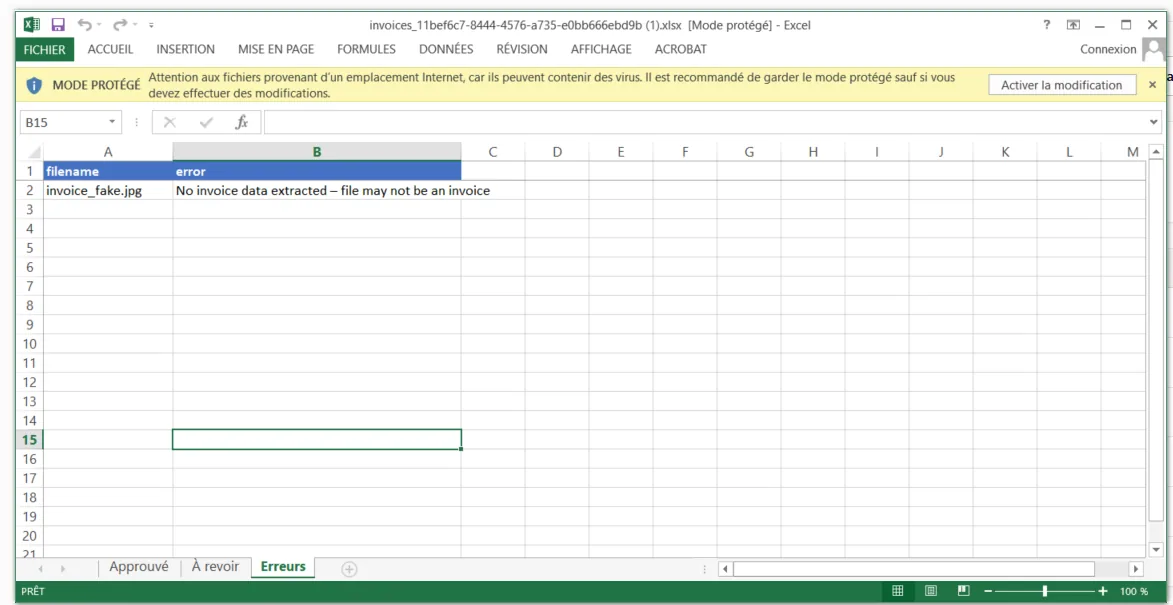 invoices_11bef6c7-8444-4576-a735-e0bb666ebd9b (1).xlsx [Mode protégé] - Excel
?
FICHIER ACCUEIL INSERTION MISE EN PAGE FORMULES DONNÉES RÉVISION AFFICHAGE ACROBAT Connexion
MODE PROTÉGÉ Attention aux fichiers provenant d'un emplacement Internet, car ils peuvent contenir des virus. Il est recommandé de garder le mode protégé sauf si vous
devez effectuer des modifications.
Activer la modification
B15 fx
A B C D E F G H I J K L M
1 filename error
2 invoice_fake.jpg No invoice data extracted – file may not be an invoice
3
4
5
6
7
8
9
10
11
12
13
14
15
16
17
18
19
20
21
Approuvé À revoir Erreurs
PRÊT 100 %